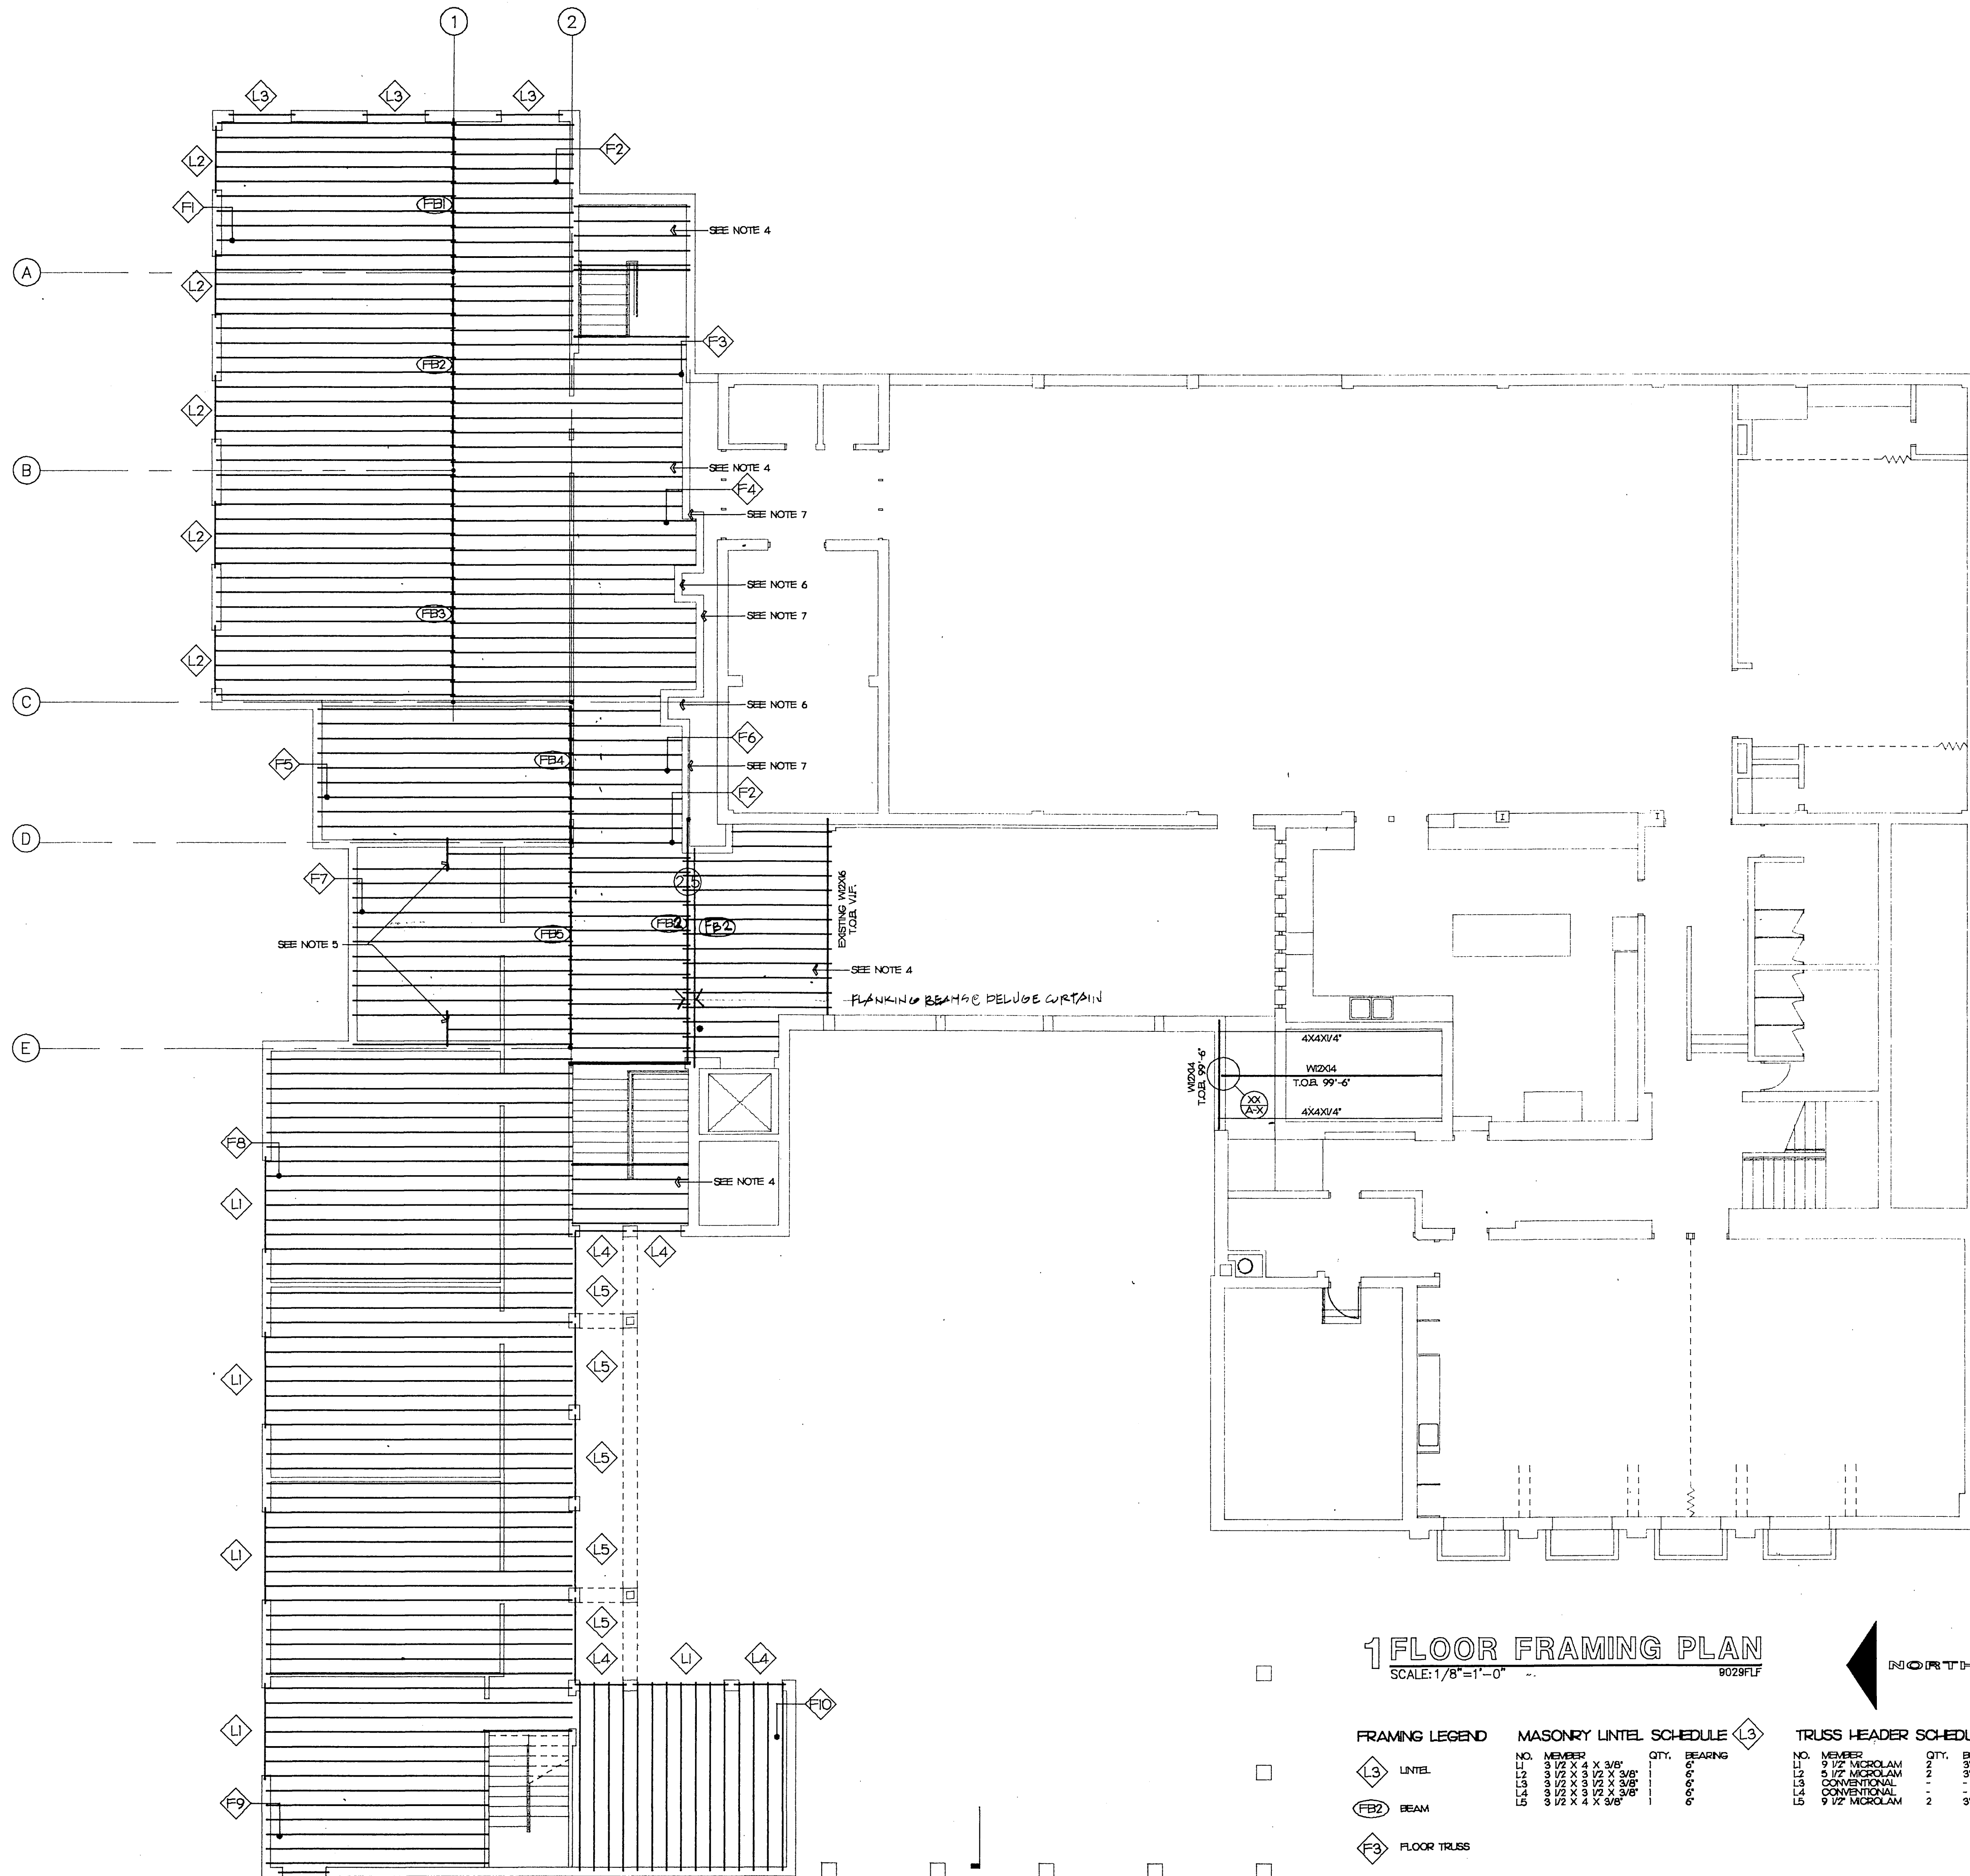 1 2
L3 L3 L3
F2
L2
FB1
F1
SEE NOTE 4
A
L2
F3
FB2
L2
B
SEE NOTE 4
F4
SEE NOTE 7
L2
SEE NOTE 6
FB3
SEE NOTE 7
L2
C
SEE NOTE 6
F6
FB4
F5
SEE NOTE 7
F2
I I
D
F7
2.5
EXISTING W12X16
T.O.B. V.I.F.
FB5
FB2 FB2
SEE NOTE 5
SEE NOTE 4
FLANKING BEAMS @ DELUGE CURTAIN
E
4X4X1/4"
W12X14
T.O.B. 99'-6"
W12X14
T.O.B. 99'-6"
XX
A-X
4X4X1/4"
F8
SEE NOTE 4
L1
L4 L4
L5
L5
L1
L5
L5
L1
L5
L4 L1 L4
F10
L1
F9
1 FLOOR FRAMING PLAN
SCALE: 1/8"=1'-0" 9029FLF
NORTH
FRAMING LEGEND
L3 LINTEL
FB2 BEAM
F3 FLOOR TRUSS
MASONRY LINTEL SCHEDULE L3
NO. MEMBER QTY. BEARING
L1 3 1/2 X 4 X 3/8" 1 6"
L2 3 1/2 X 3 1/2 X 3/8" 1 6"
L3 3 1/2 X 3 1/2 X 3/8" 1 6"
L4 3 1/2 X 3 1/2 X 3/8" 1 6"
L5 3 1/2 X 4 X 3/8" 1 6"
TRUSS HEADER SCHEDU
NO. MEMBER QTY. B
L1 9 1/2" MICROLAM 2 3"
L2 5 1/2" MICROLAM 2 3"
L3 CONVENTIONAL - -
L4 CONVENTIONAL - -
L5 9 1/2" MICROLAM 2 3"